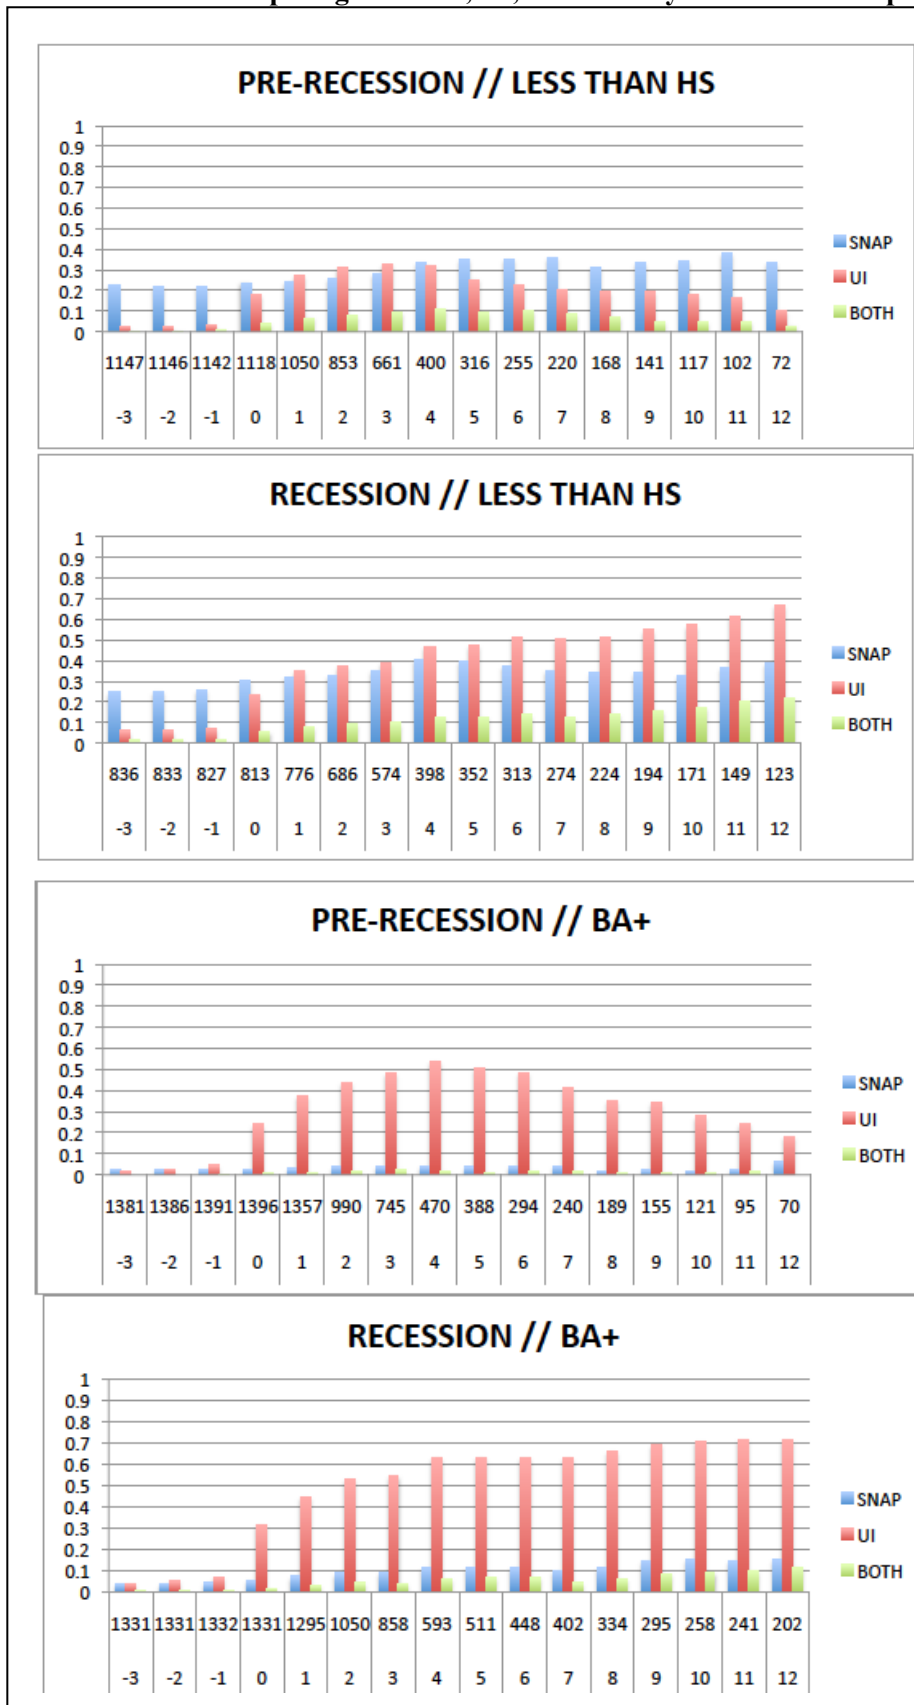 PRE-RECESSION // LESS THAN HS
1
0.9
0.8
0.7
0.6
0.5
0.4
0.3
0.2
0.1
0
SNAP
UI
BOTH
1147 1146 1142 1118 1050 853 661 400 316 255 220 168 141 117 102 72
-3 -2 -1 0 1 2 3 4 5 6 7 8 9 10 11 12
RECESSION // LESS THAN HS
1
0.9
0.8
0.7
0.6
0.5
0.4
0.3
0.2
0.1
0
SNAP
UI
BOTH
836 833 827 813 776 686 574 398 352 313 274 224 194 171 149 123
-3 -2 -1 0 1 2 3 4 5 6 7 8 9 10 11 12
PRE-RECESSION // BA+
1
0.9
0.8
0.7
0.6
0.5
0.4
0.3
0.2
0.1
0
SNAP
UI
BOTH
1381 1386 1391 1396 1357 990 745 470 388 294 240 189 155 121 95 70
-3 -2 -1 0 1 2 3 4 5 6 7 8 9 10 11 12
RECESSION // BA+
1
0.9
0.8
0.7
0.6
0.5
0.4
0.3
0.2
0.1
0
SNAP
UI
BOTH
1331 1331 1332 1331 1295 1050 858 593 511 448 402 334 295 258 241 202
-3 -2 -1 0 1 2 3 4 5 6 7 8 9 10 11 12